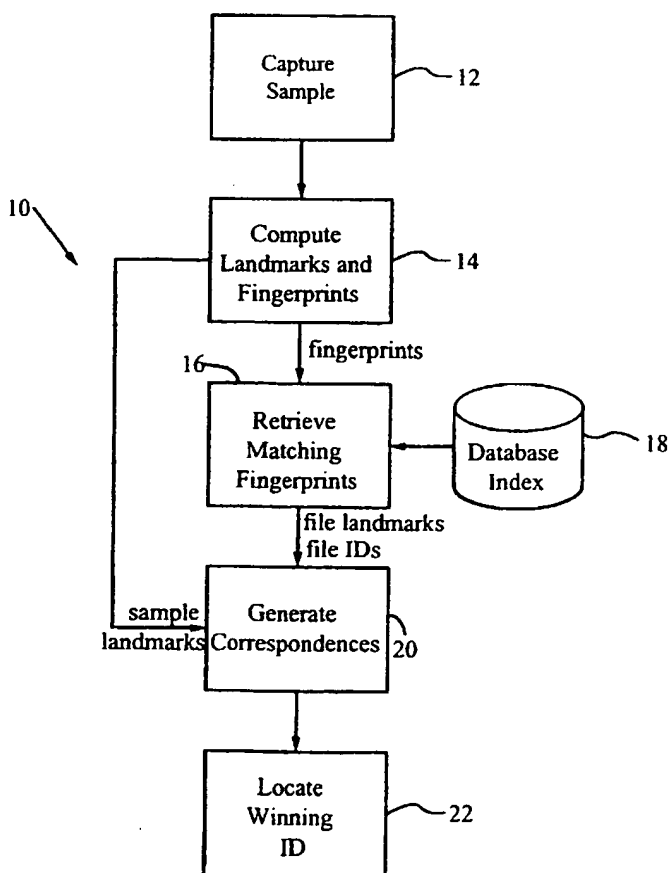 Capture
Sample
12
10
Compute
Landmarks and
Fingerprints
14
fingerprints
16
Retrieve
Matching
Fingerprints
Database
Index
18
file landmarks
file IDs
sample
landmarks
Generate
Correspondences
20
Locate
Winning
ID
22